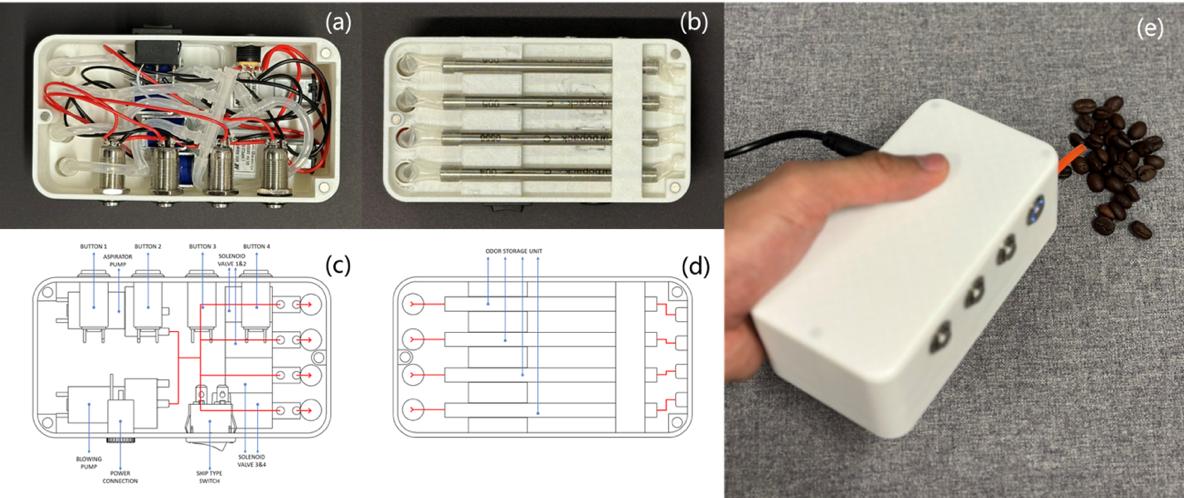 (a)
(b)
(e)
BUTTON 1
BUTTON 2
BUTTON 3
BUTTON 4
ASPIRATOR
PUMP
SOLENOID
VALVE 1&2
(c)
BLOWING
PUMP
POWER
CONNECTION
SHIP TYPE
SWITCH
SOLENOID
VALVE 3&4
ODOR STORAGE UNIT
(d)